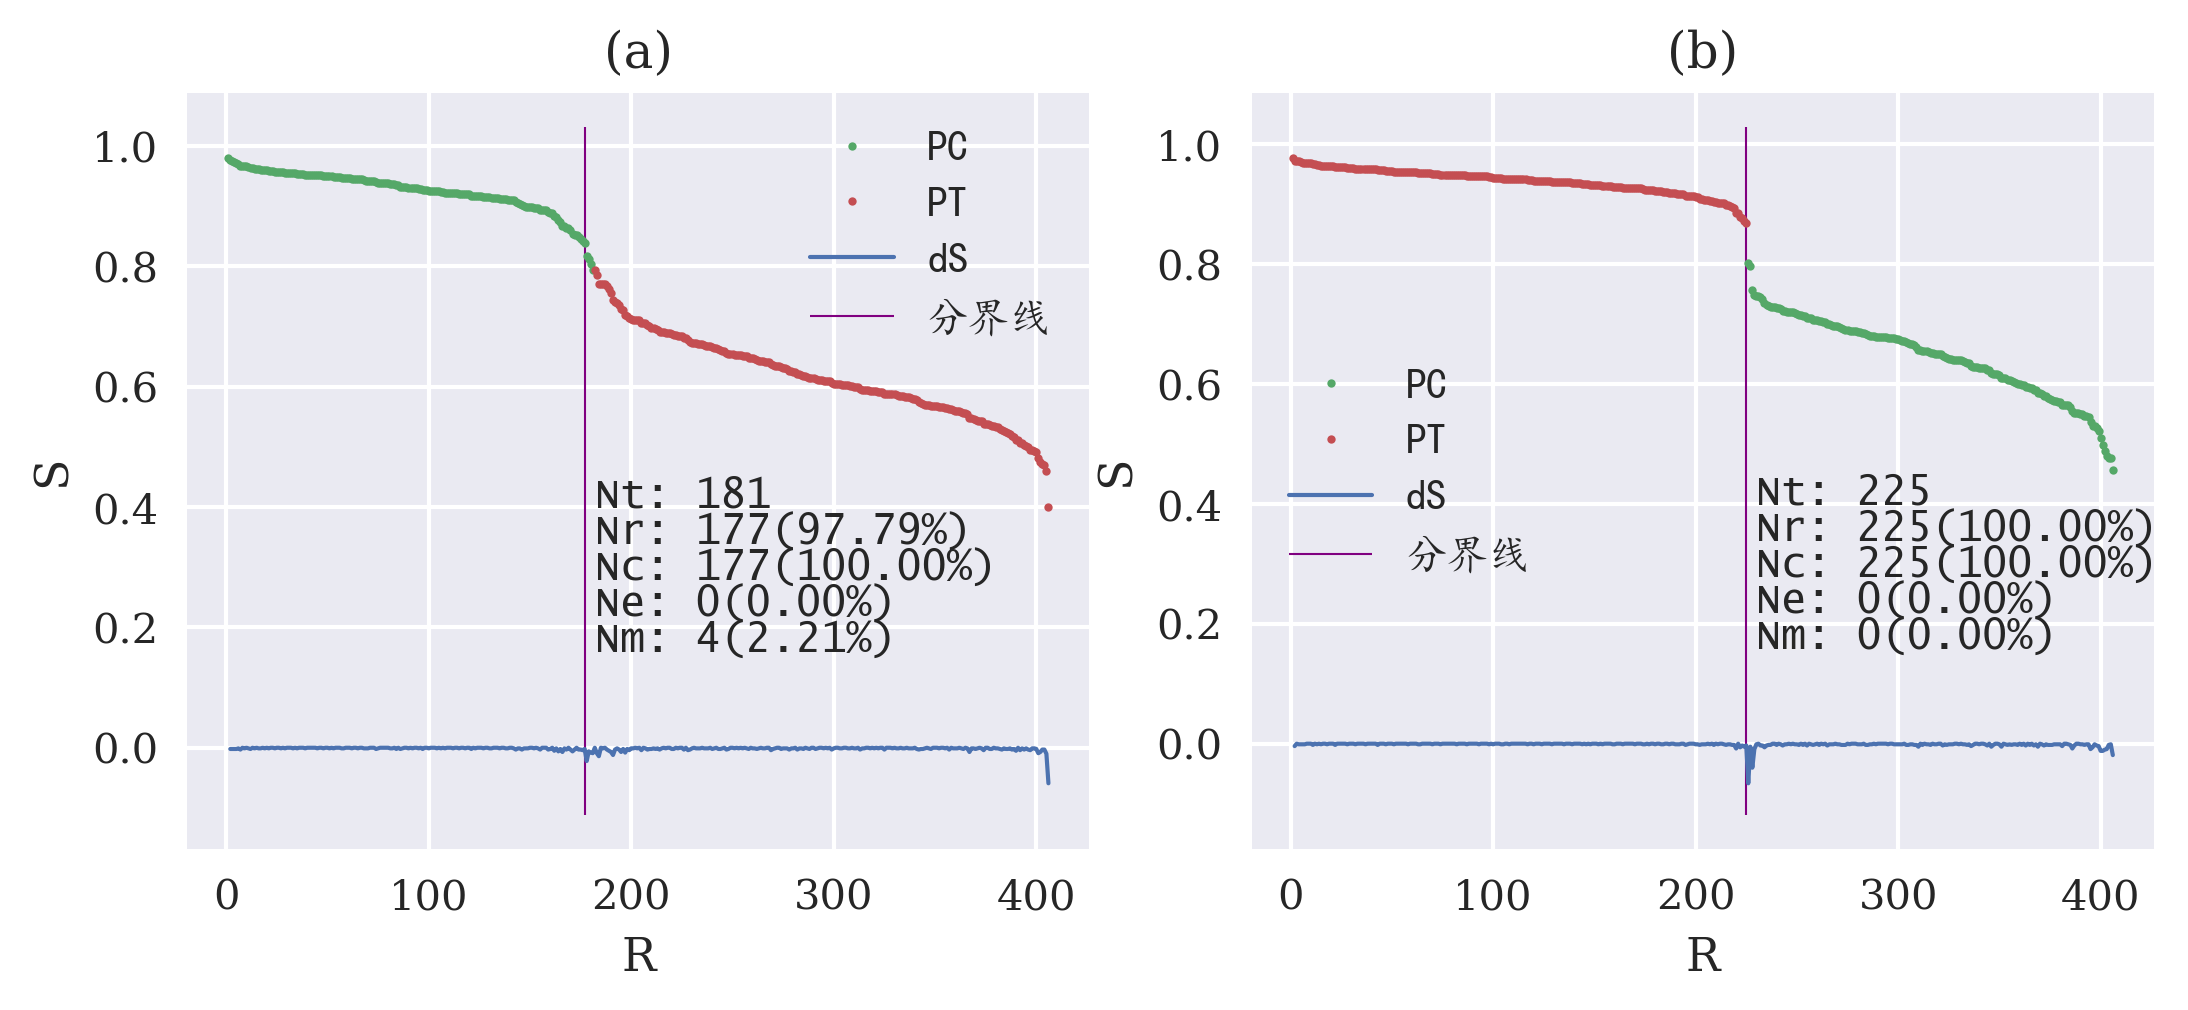 (a)
1.0
0.8
0.6
0.4
0.2
0.0
S
PC
PT
dS
分界线
Nt: 181
Nr: 177(97.79%)
Nc: 177(100.00%)
Ne: 0(0.00%)
Nm: 4(2.21%)
0 100 200 300 400
R
(b)
1.0
0.8
0.6
0.4
0.2
0.0
S
PC
PT
dS
分界线
Nt: 225
Nr: 225(100.00%)
Nc: 225(100.00%)
Ne: 0(0.00%)
Nm: 0(0.00%)
0 100 200 300 400
R